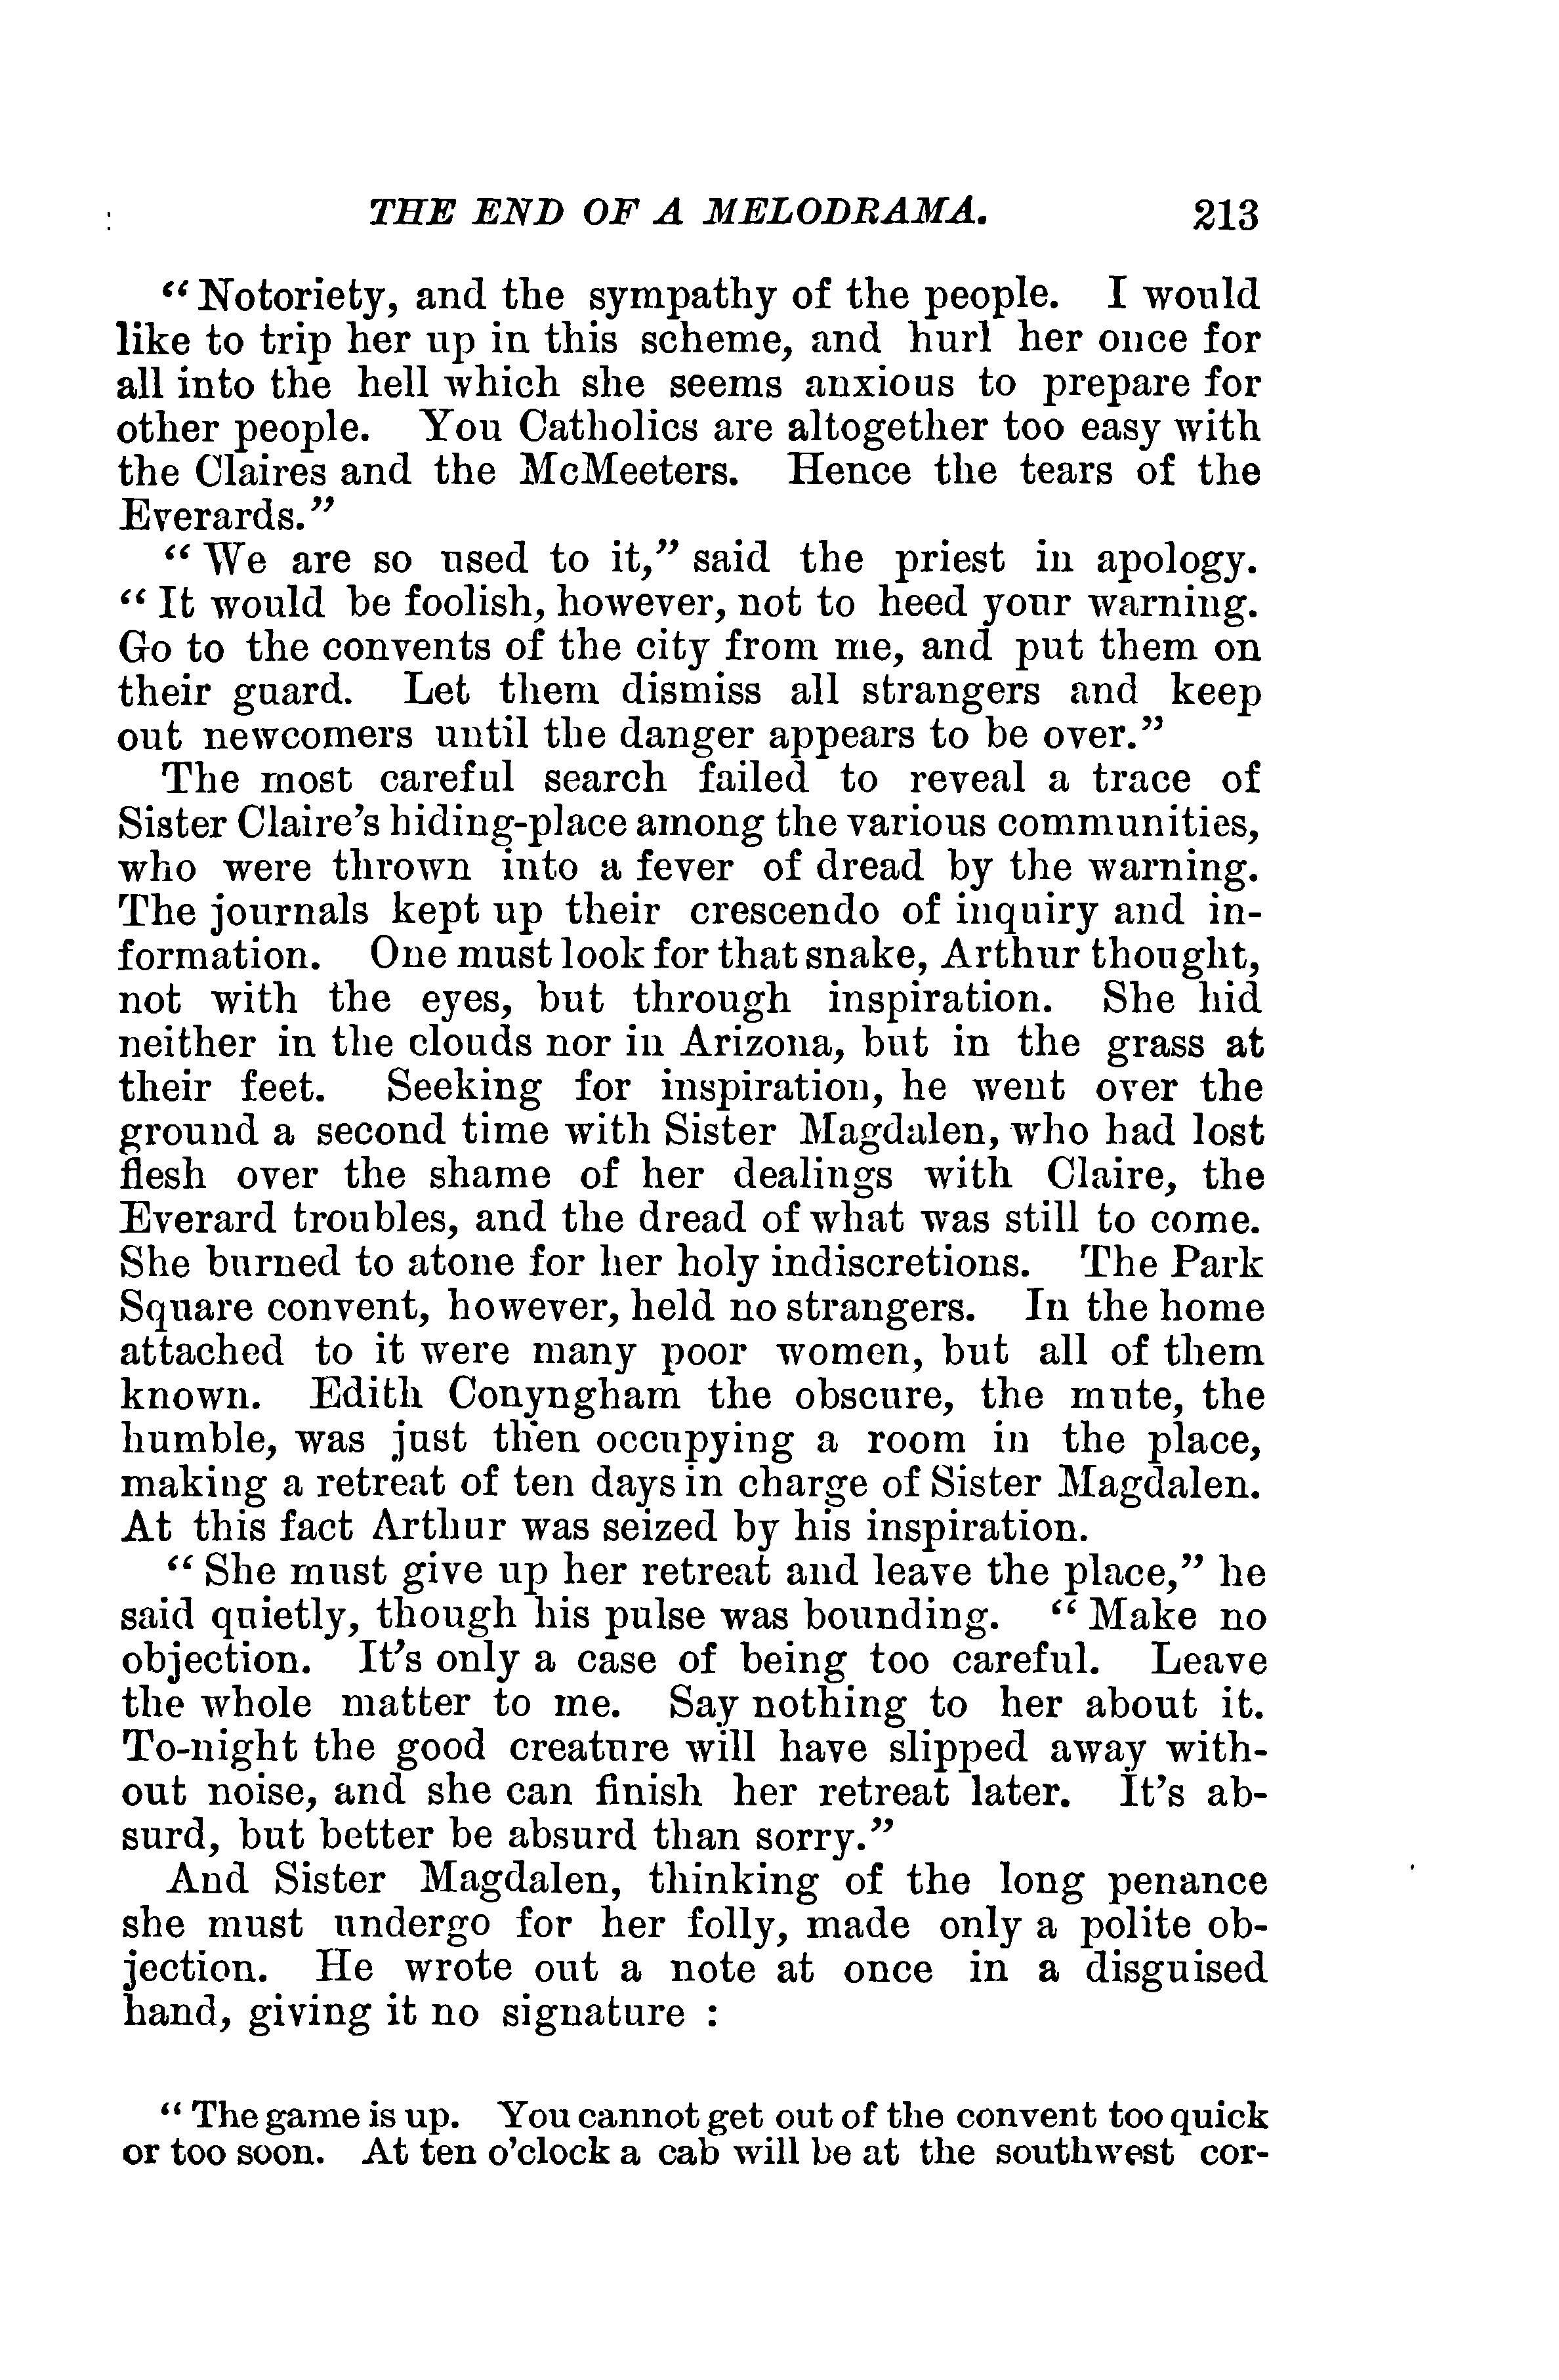 THE END OF A MELODRAMA. 213
“Notoriety, and the sympathy of the people. I would
like to trip her up in this scheme, and hurl her once for
all into the hell which she seems anxious to prepare for
other people. You Catholics are altogether too easy with
the Claires and the McMeeters. Hence the tears of the
Everards.”
“We are so used to it,” said the priest in apology.
“It would be foolish, however, not to heed your warning.
Go to the convents of the city from me, and put them on
their guard. Let them dismiss all strangers and keep
out newcomers until the danger appears to be over.”
The most careful search failed to reveal a trace of
Sister Claire’s hiding-place among the various communities,
who were thrown into a fever of dread by the warning.
The journals kept up their crescendo of inquiry and in-
formation. One must look for that snake, Arthur thought,
not with the eyes, but through inspiration. She hid
neither in the clouds nor in Arizona, but in the grass at
their feet. Seeking for inspiration, he went over the
ground a second time with Sister Magdalen, who had lost
flesh over the shame of her dealings with Claire, the
Everard troubles, and the dread of what was still to come.
She burned to atone for her holy indiscretions. The Park
Square convent, however, held no strangers. In the home
attached to it were many poor women, but all of them
known. Edith Conyngham the obscure, the mute, the
humble, was just then occupying a room in the place,
making a retreat of ten days in charge of Sister Magdalen.
At this fact Arthur was seized by his inspiration.
“She must give up her retreat and leave the place,” he
said quietly, though his pulse was bounding. “Make no
objection. It’s only a case of being too careful. Leave
the whole matter to me. Say nothing to her about it.
To-night the good creature will have slipped away with-
out noise, and she can finish her retreat later. It’s ab-
surd, but better be absurd than sorry.”
And Sister Magdalen, thinking of the long penance
she must undergo for her folly, made only a polite ob-
jection. He wrote out a note at once in a disguised
hand, giving it no signature :
“The game is up. You cannot get out of the convent too quick
or too soon. At ten o’clock a cab will be at the southwest cor-